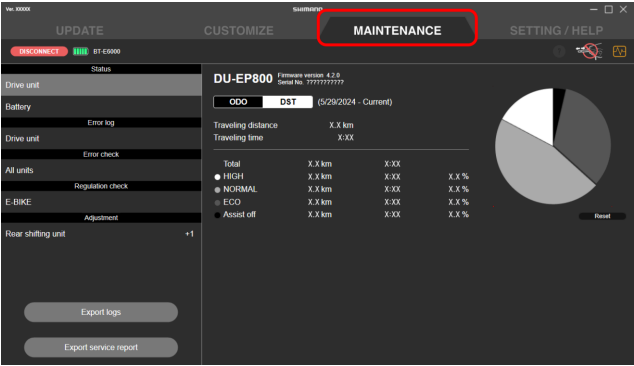 Ver. XXXXX
SHIMANO
UPDATE
CUSTOMIZE
MAINTENANCE
SETTING / HELP
DISCONNECT
BT-E6000
Status
Drive unit
Battery
Error log
Drive unit
Error check
All units
Regulation check
E-BIKE
Adjustment
Rear shifting unit +1
Export logs
Export service report
DU-EP800
Firmware version 4.2.0
Serial No. ???????????
ODO DST (5/29/2024 - Current)
Traveling distance X.X km
Traveling time X:XX
Total X.X km X:XX
HIGH X.X km X:XX X.X %
NORMAL X.X km X:XX X.X %
ECO X.X km X:XX X.X %
Assist off X.X km X:XX X.X %
Reset